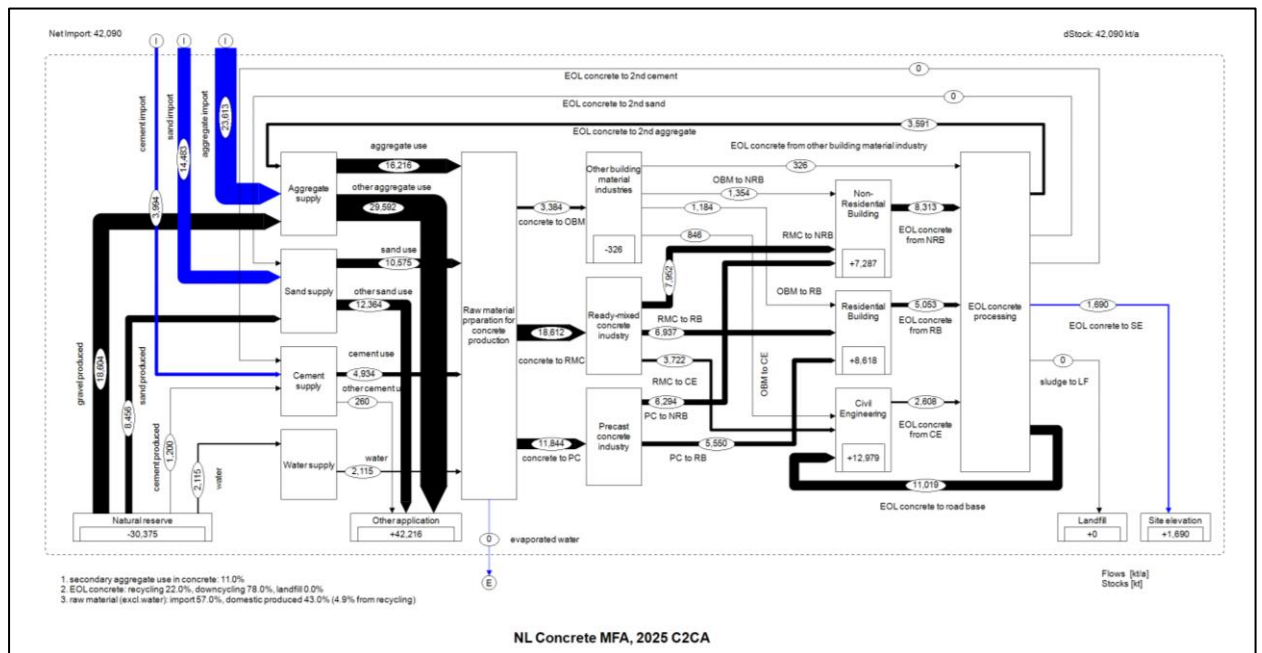 Net Import: 42,090
dStock: 42,090 kt/a
I
I
I
0
EOL concrete to 2nd cement
0
EOL concrete to 2nd sand
3,591
EOL concrete to 2nd aggregate
cement import
sand import
aggregate import
23,613
14,483
3,994
aggregate use
16,216
other aggregate use
29,592
Aggregate
supply
EOL concrete from other building material industry
326
Other building
material
industries
-326
OBM to NRB
1,354
1,184
846
3,384
concrete to OBM
Non-
Residential
Building
+7,287
8,313
EOL concrete
from NRB
RMC to NRB
7,952
sand use
10,575
other sand use
12,364
Sand supply
Raw material
prparation for
concrete
production
Ready-mixed
concrete
inudstry
18,612
concrete to RMC
RMC to RB
6,937
3,722
RMC to CE
OBM to RB
OBM to CE
Residential
Building
+8,618
5,053
EOL concrete
from RB
EOL concrete
processing
1,690
EOL conrete to SE
0
sludge to LF
cement use
4,934
other cement u
260
Cement
supply
6,294
PC to NRB
Precast
concrete
industry
11,844
concrete to PC
5,550
PC to RB
Civil
Engineering
+12,979
2,608
EOL concrete
from CE
11,019
EOL concrete to road base
gravel produced
18,604
sand produced
8,456
cement produced
1,200
2,115
water
Water supply
water
2,115
Natural reserve
-30,375
Other application
+42,216
0
evaporated water
E
Landfill
+0
Site elevation
+1,690
1. secondary aggregate use in concrete: 11.0%
2. EOL concrete: recycling 22.0%, downcycling 78.0%, landfill 0.0%
3. raw material (excl.water): import 57.0%, domestic produced 43.0% (4.9% from recycling)
Flows [kt/a]
Stocks [kt]
NL Concrete MFA, 2025 C2CA